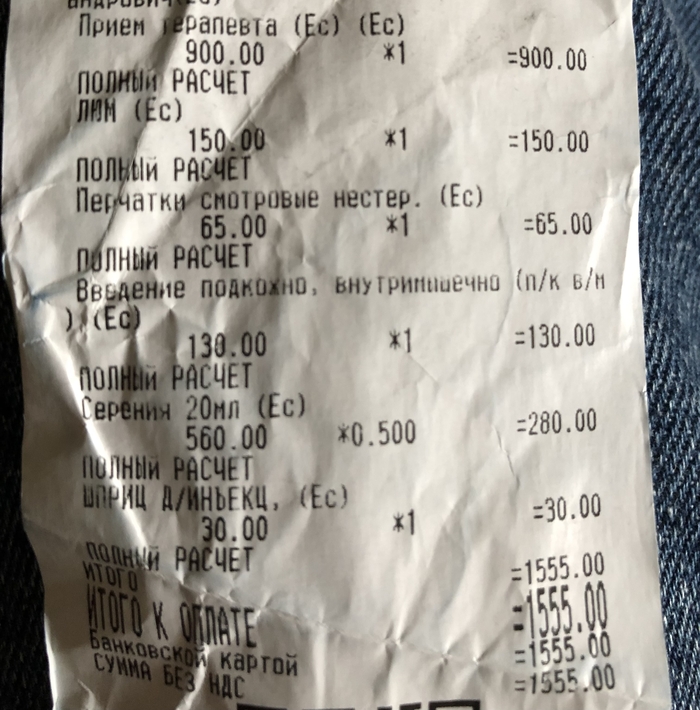 Прием терапевта (Ес) (Ес)
900.00 *1 =900.00
ПОЛНЫЙ РАСЧЕТ
ЛИМ (Ес)
150.00 *1 =150.00
ПОЛНЫЙ РАСЧЕТ
Перчатки смотровые нестер. (Ес)
65.00 *1 =65.00
ПОЛНЫЙ РАСЧЕТ
Введение подкожно, внутримышечно (п/к в/м
) (Ес)
130.00 *1 =130.00
ПОЛНЫЙ РАСЧЕТ
Серения 20мл (Ес)
560.00 *0.500 =280.00
ПОЛНЫЙ РАСЧЕТ
ШПРИЦ Д/ИНЪЕКЦ, (Ес)
30.00 *1 =30.00
ПОЛНЫЙ РАСЧЕТ
ИТОГО =1555.00
ИТОГО К ОПЛАТЕ =1555.00
Банковской картой =1555.00
СУММА БЕЗ НДС =1555.00